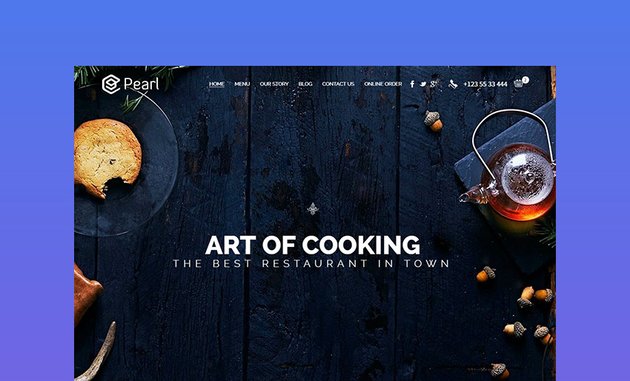 Pearl
HOME MENU OUR STORY BLOG CONTACT US ONLINE ORDER +123 55 33 444
ART OF COOKING
THE BEST RESTAURANT IN TOWN